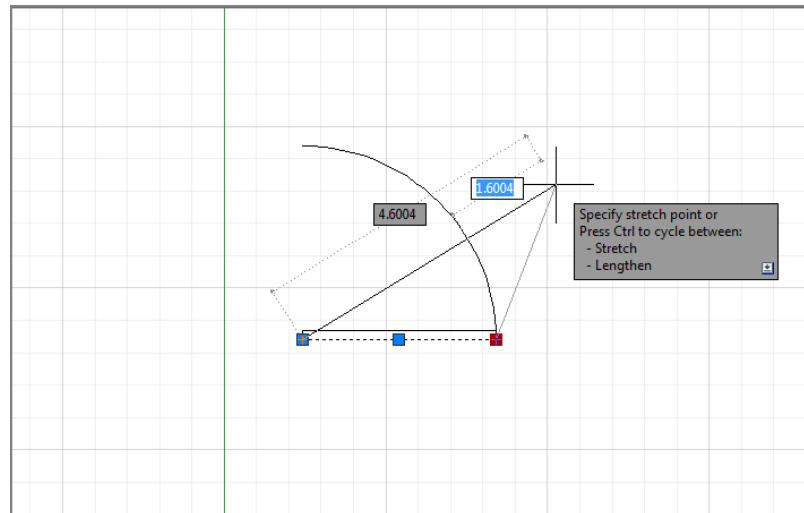 1.6004
4.6004
Specify stretch point or
Press Ctrl to cycle between:
- Stretch
- Lengthen